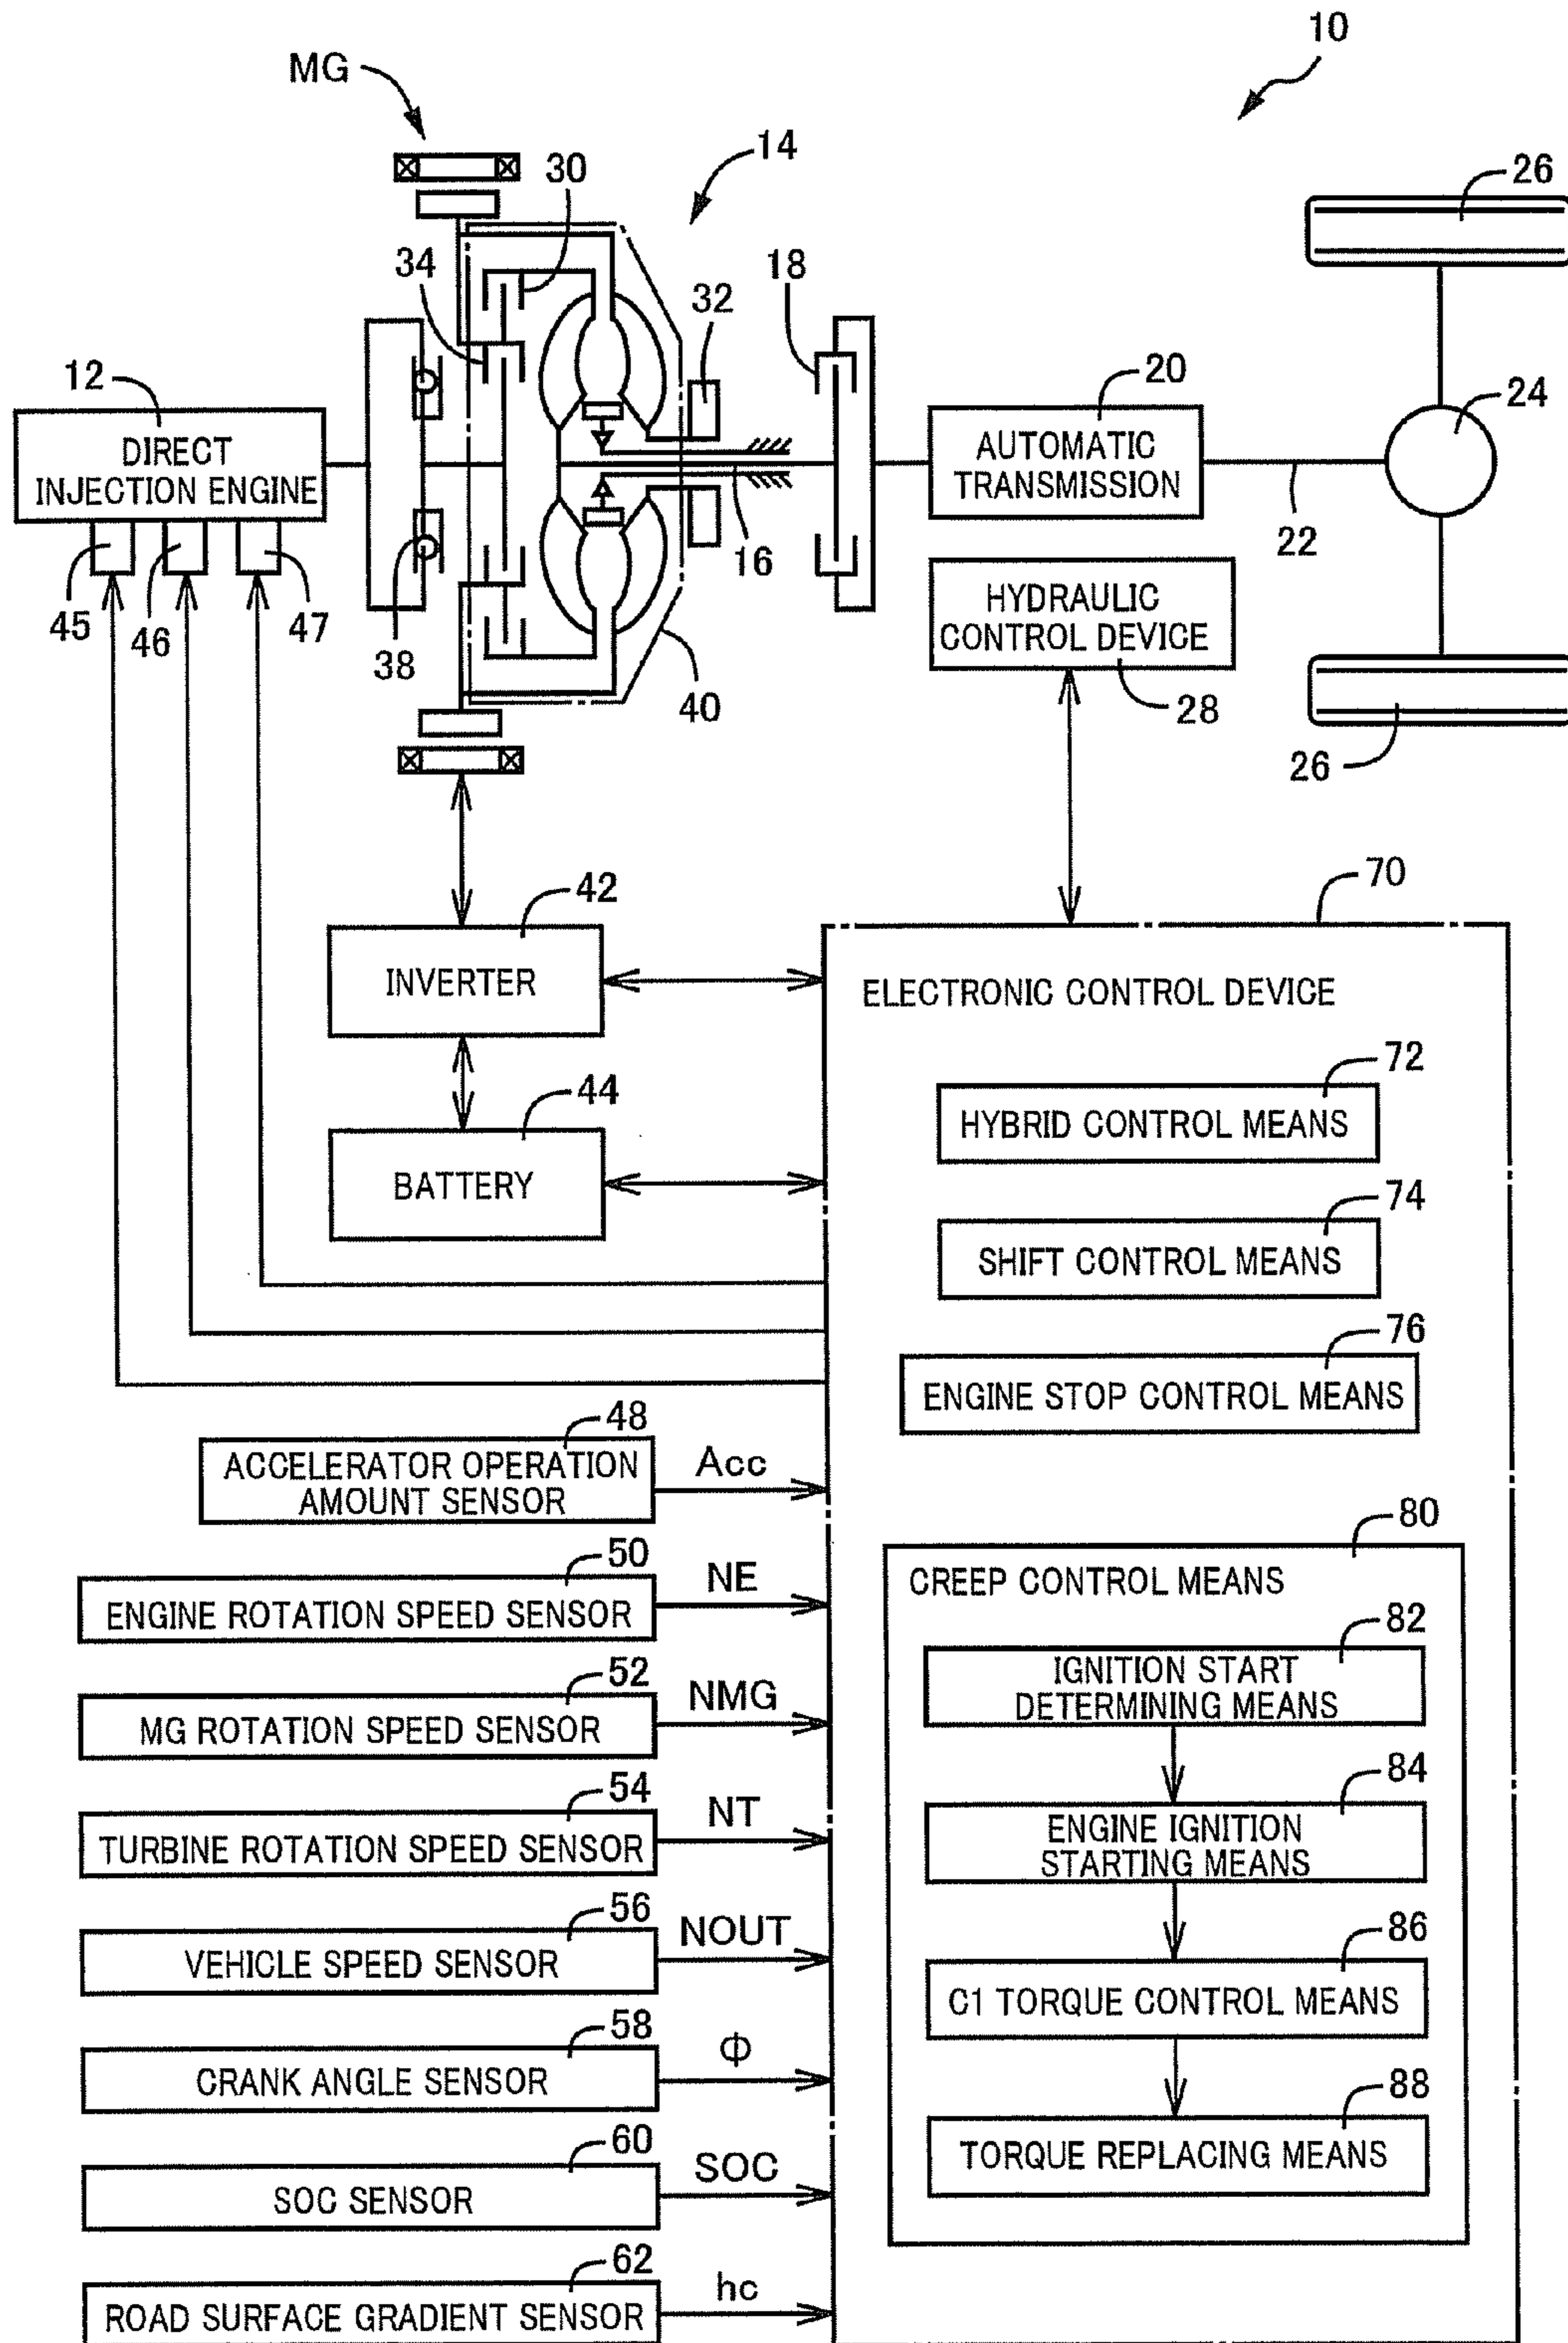 10
MG
14
30
26
34
18
32
12
20
24
DIRECT
INJECTION ENGINE
AUTOMATIC
TRANSMISSION
16
22
45
46
47
38
HYDRAULIC
CONTROL DEVICE
40
28
26
42
70
INVERTER
ELECTRONIC CONTROL DEVICE
72
44
HYBRID CONTROL MEANS
BATTERY
74
SHIFT CONTROL MEANS
76
ENGINE STOP CONTROL MEANS
48
ACCELERATOR OPERATION
AMOUNT SENSOR
Acc
80
50
NE
CREEP CONTROL MEANS
ENGINE ROTATION SPEED SENSOR
82
52
NMG
IGNITION START
DETERMINING MEANS
MG ROTATION SPEED SENSOR
84
54
NT
ENGINE IGNITION
STARTING MEANS
TURBINE ROTATION SPEED SENSOR
56
NOUT
86
VEHICLE SPEED SENSOR
C1 TORQUE CONTROL MEANS
58
Φ
CRANK ANGLE SENSOR
88
60
SOC
TORQUE REPLACING MEANS
SOC SENSOR
62
hc
ROAD SURFACE GRADIENT SENSOR